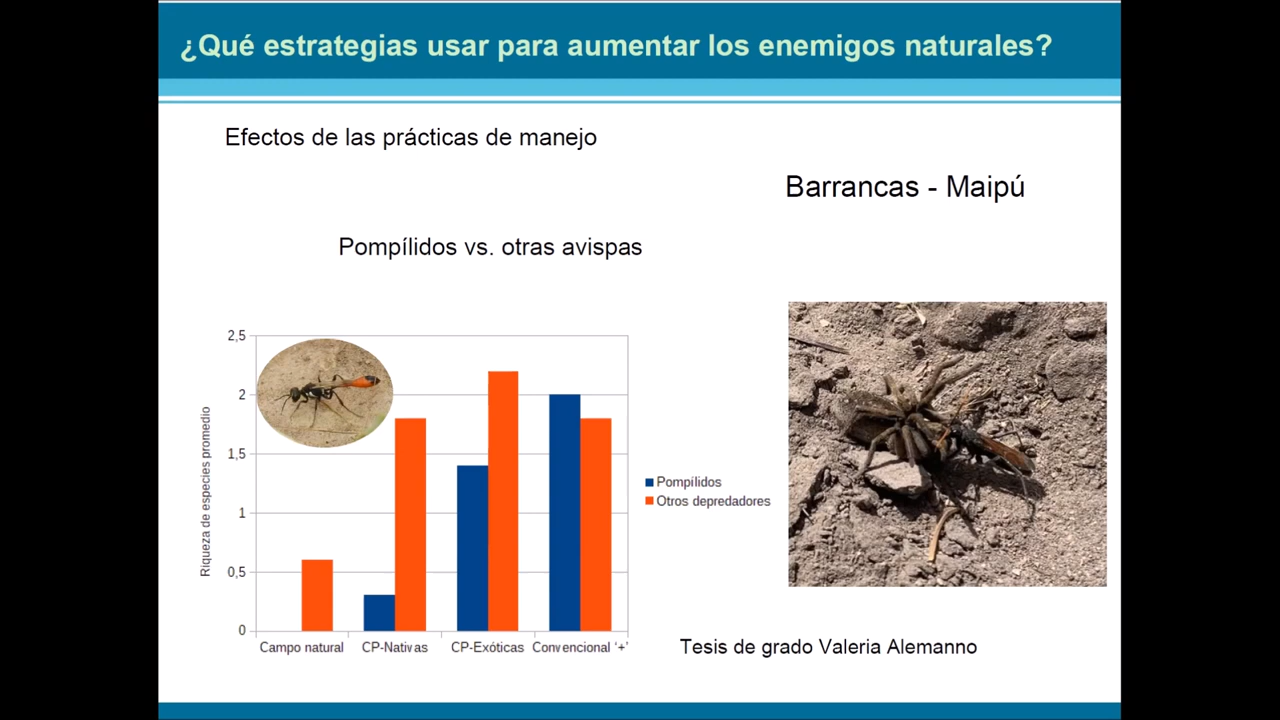 ¿Qué estrategias usar para aumentar los enemigos naturales?
Efectos de las prácticas de manejo
Barrancas - Maipú
Pompílidos vs. otras avispas
Riqueza de especies promedio
2,5
2
1,5
1
0,5
0
Campo natural
CP-Nativas
CP-Exóticas
Convencional '+'
Pompílidos
Otros depredadores
Tesis de grado Valeria Alemanno